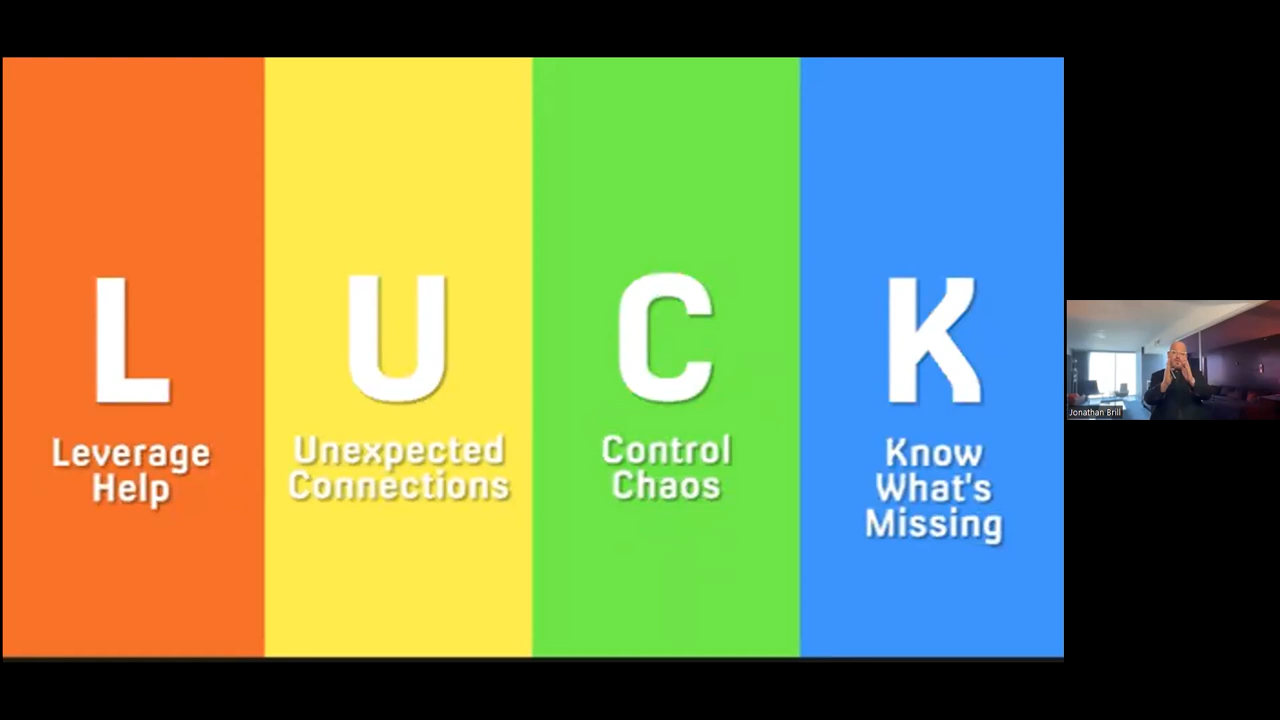 L
Leverage
Help
U
Unexpected
Connections
C
Control
Chaos
K
Know
What's
Missing
Jonathan Brill